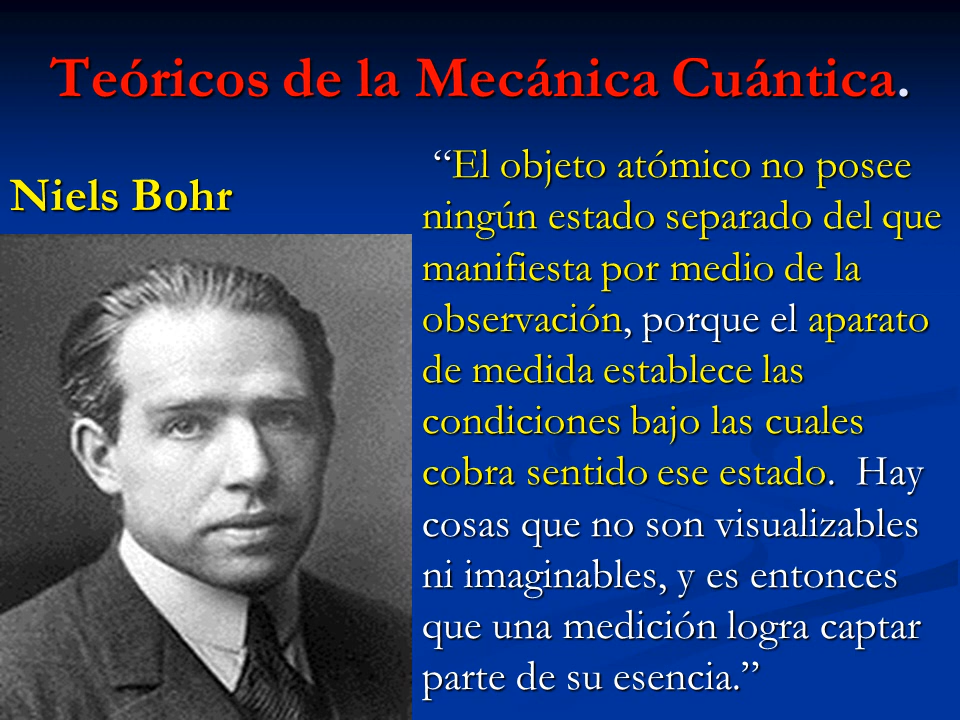 Teóricos de la Mecánica Cuántica.
Niels Bohr
“El objeto atómico no posee
ningún estado separado del que
manifiesta por medio de la
observación, porque el aparato
de medida establece las
condiciones bajo las cuales
cobra sentido ese estado.  Hay
cosas que no son visualizables
ni imaginables, y es entonces
que una medición logra captar
parte de su esencia.”